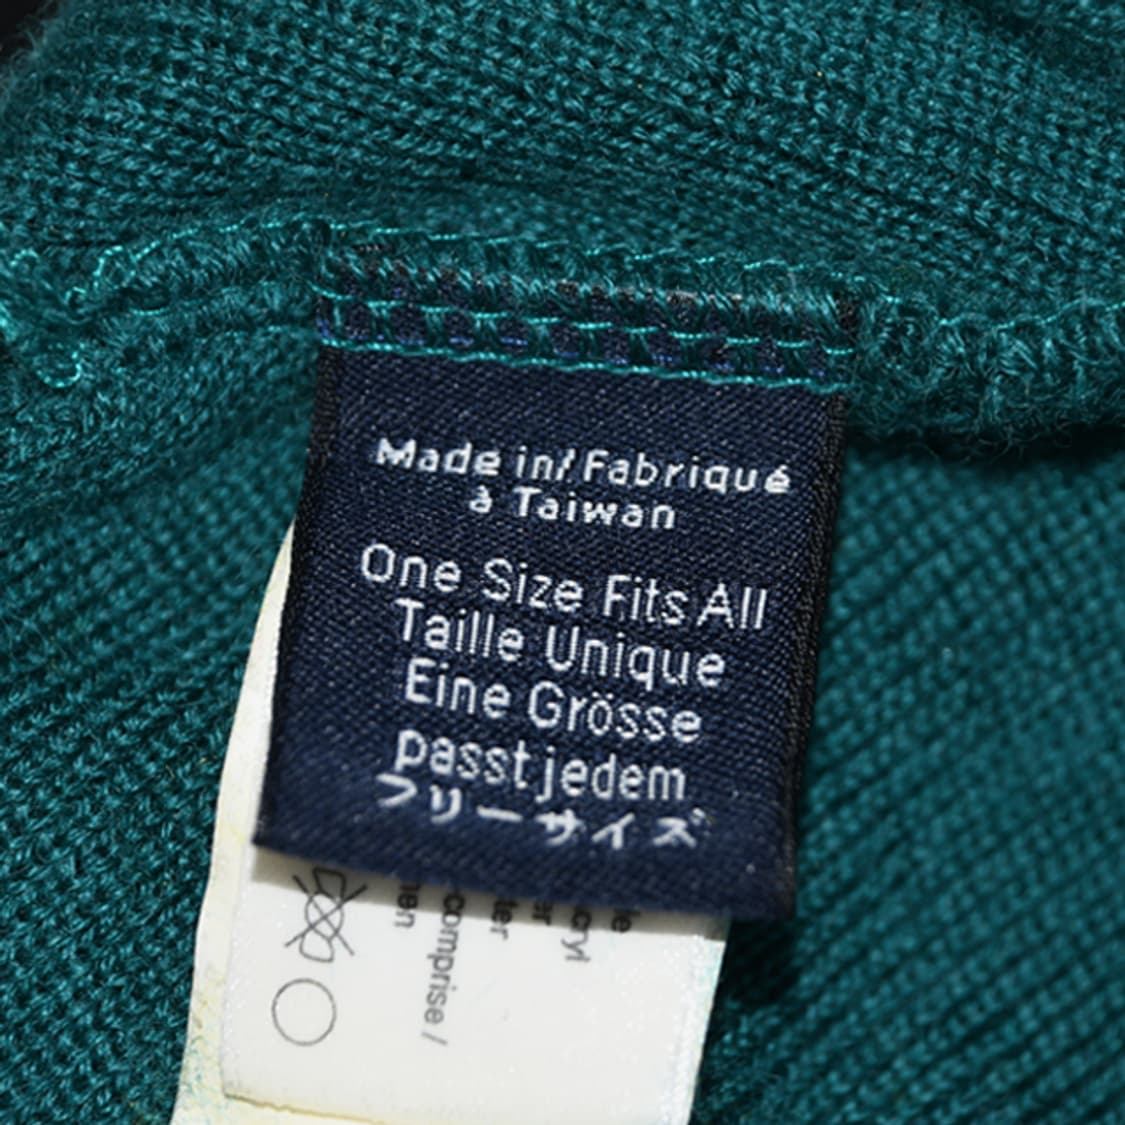 Made in/Fabriqué
à Taiwan
One Size Fits All
Taille Unique
Eine Grösse
passt jedem
フリーサイズ
comprise /